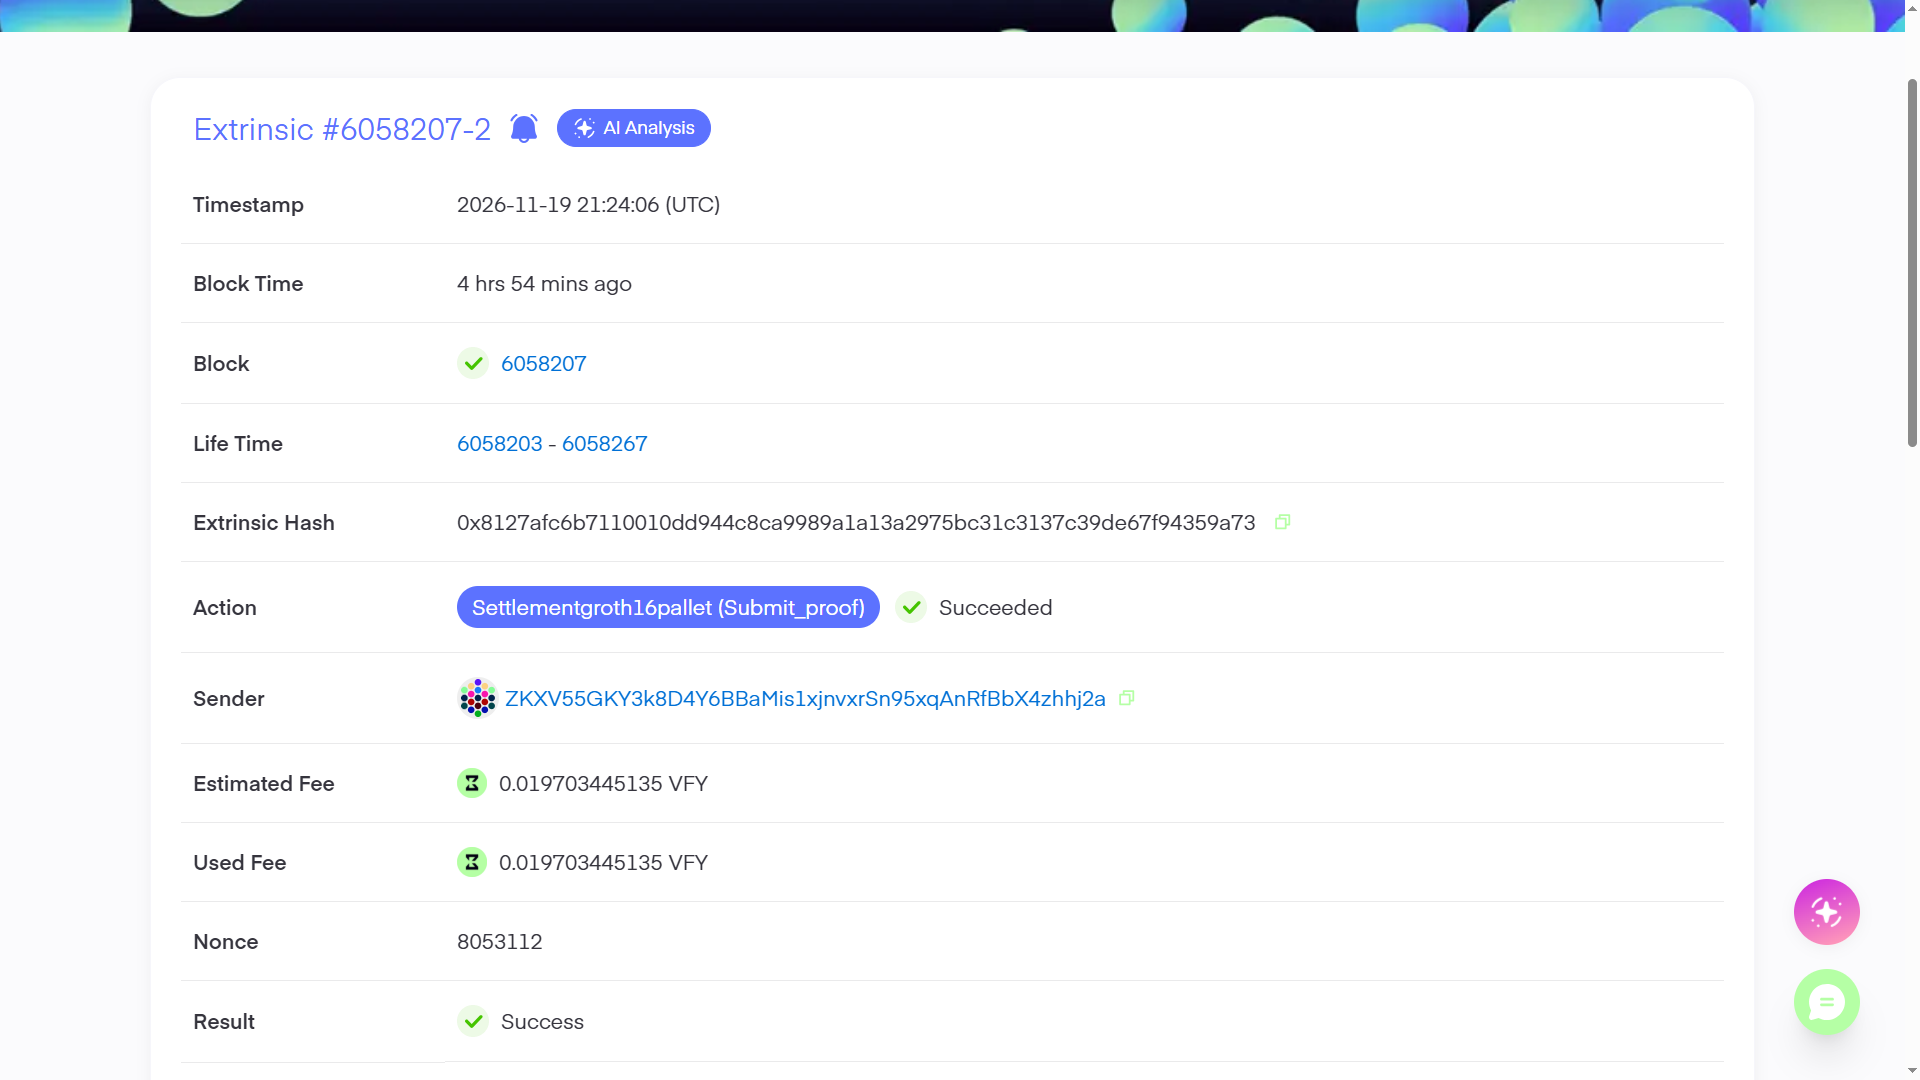 Extrinsic #6058207-2 AI Analysis
Timestamp 2026-11-19 21:24:06 (UTC)
Block Time 4 hrs 54 mins ago
Block 6058207
Life Time 6058203 - 6058267
Extrinsic Hash 0x8127afc6b7110010dd944c8ca9989a1a13a2975bc31c3137c39de67f94359a73
Action Settlementgroth16pallet (Submit_proof) Succeeded
Sender ZKXV55GKY3k8D4Y6BBaMis1xjnvxrSn95xqAnRfBbX4zhhj2a
Estimated Fee 0.019703445135 VFY
Used Fee 0.019703445135 VFY
Nonce 8053112
Result Success